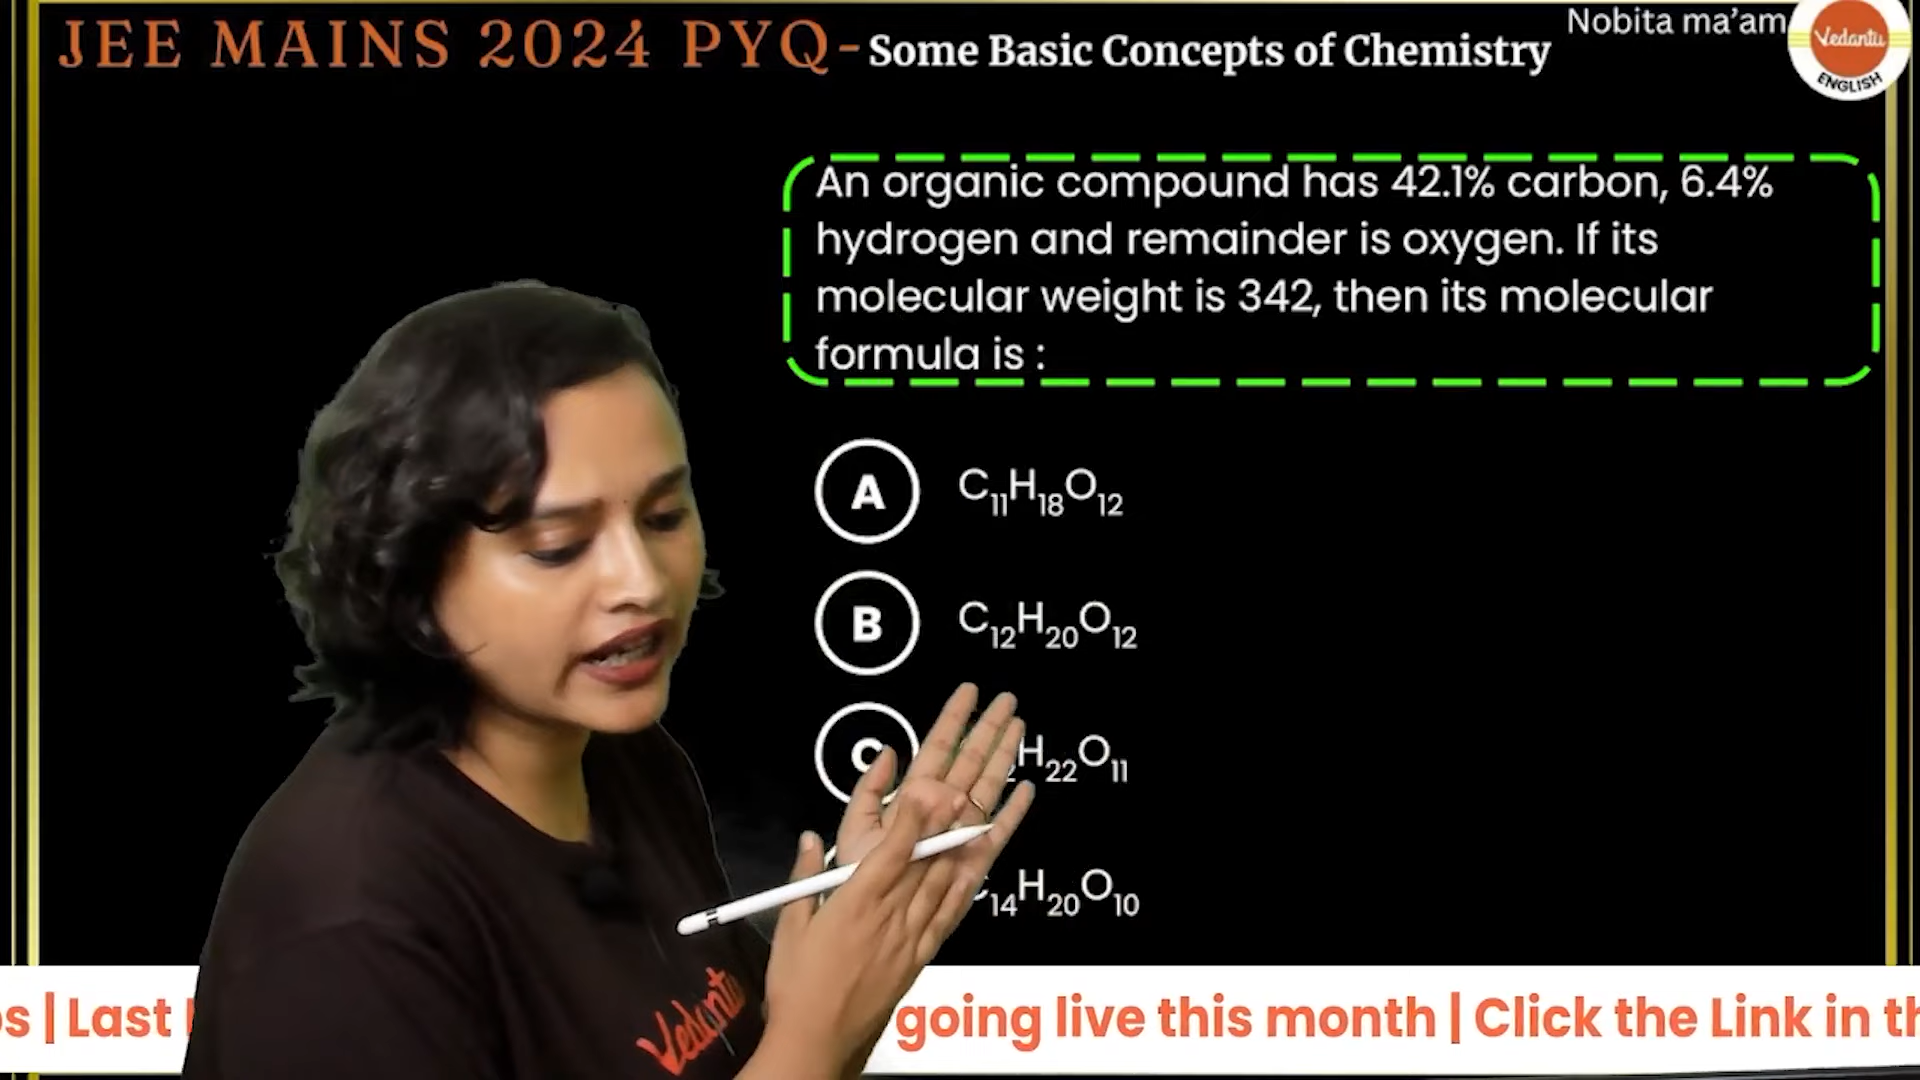 JEE MAINS 2024 PYQ-Some Basic Concepts of Chemistry
Nobita ma'am
Vedantu
ENGLISH
An organic compound has 42.1% carbon, 6.4%
hydrogen and remainder is oxygen. If its
molecular weight is 342, then its molecular
formula is :
A C₁₁H₁₈O₁₂
B C₁₂H₂₀O₁₂
C H₂₂O₁₁
C₁₄H₂₀O₁₀
Vedantu
| Last going live this month | Click the Link in